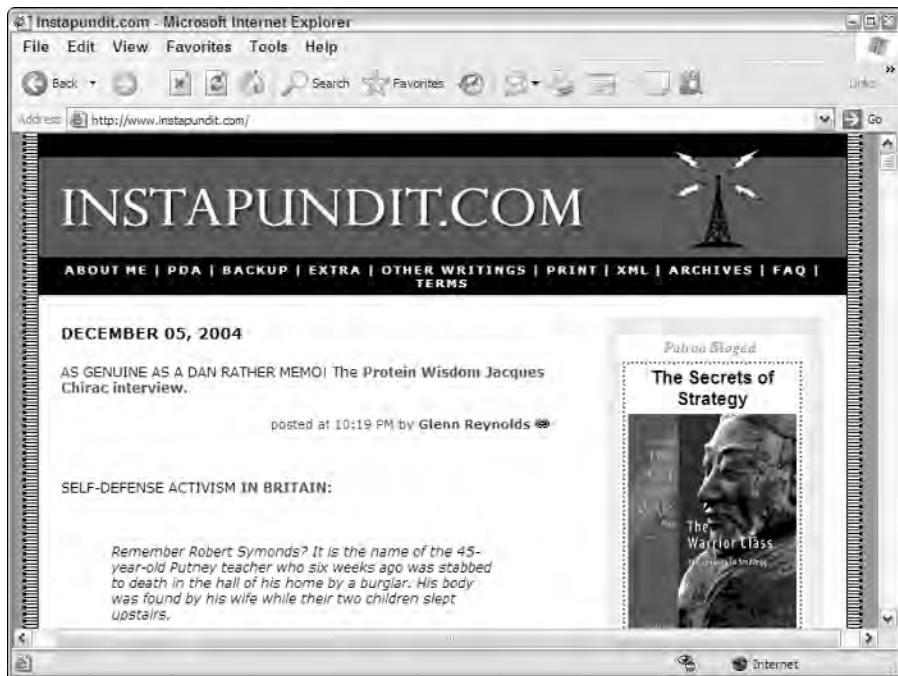 Instapundit.com - Microsoft Internet Explorer
File Edit View Favorites Tools Help
Back Search Favorites Links
Address http://www.instapundit.com/ Go
INSTAPUNDIT.COM
ABOUT ME | PDA | BACKUP | EXTRA | OTHER WRITINGS | PRINT | XML | ARCHIVES | FAQ |
TERMS
DECEMBER 05, 2004
AS GENUINE AS A DAN RATHER MEMO! The Protein Wisdom Jacques
Chirac interview.
posted at 10:19 PM by Glenn Reynolds
SELF-DEFENSE ACTIVISM IN BRITAIN:
Remember Robert Symonds? It is the name of the 45-
year-old Putney teacher who six weeks ago was stabbed
to death in the hall of his home by a burglar. His body
was found by his wife while their two children slept
upstairs.
The Secrets of
Strategy
The
Warrior Class
Internet